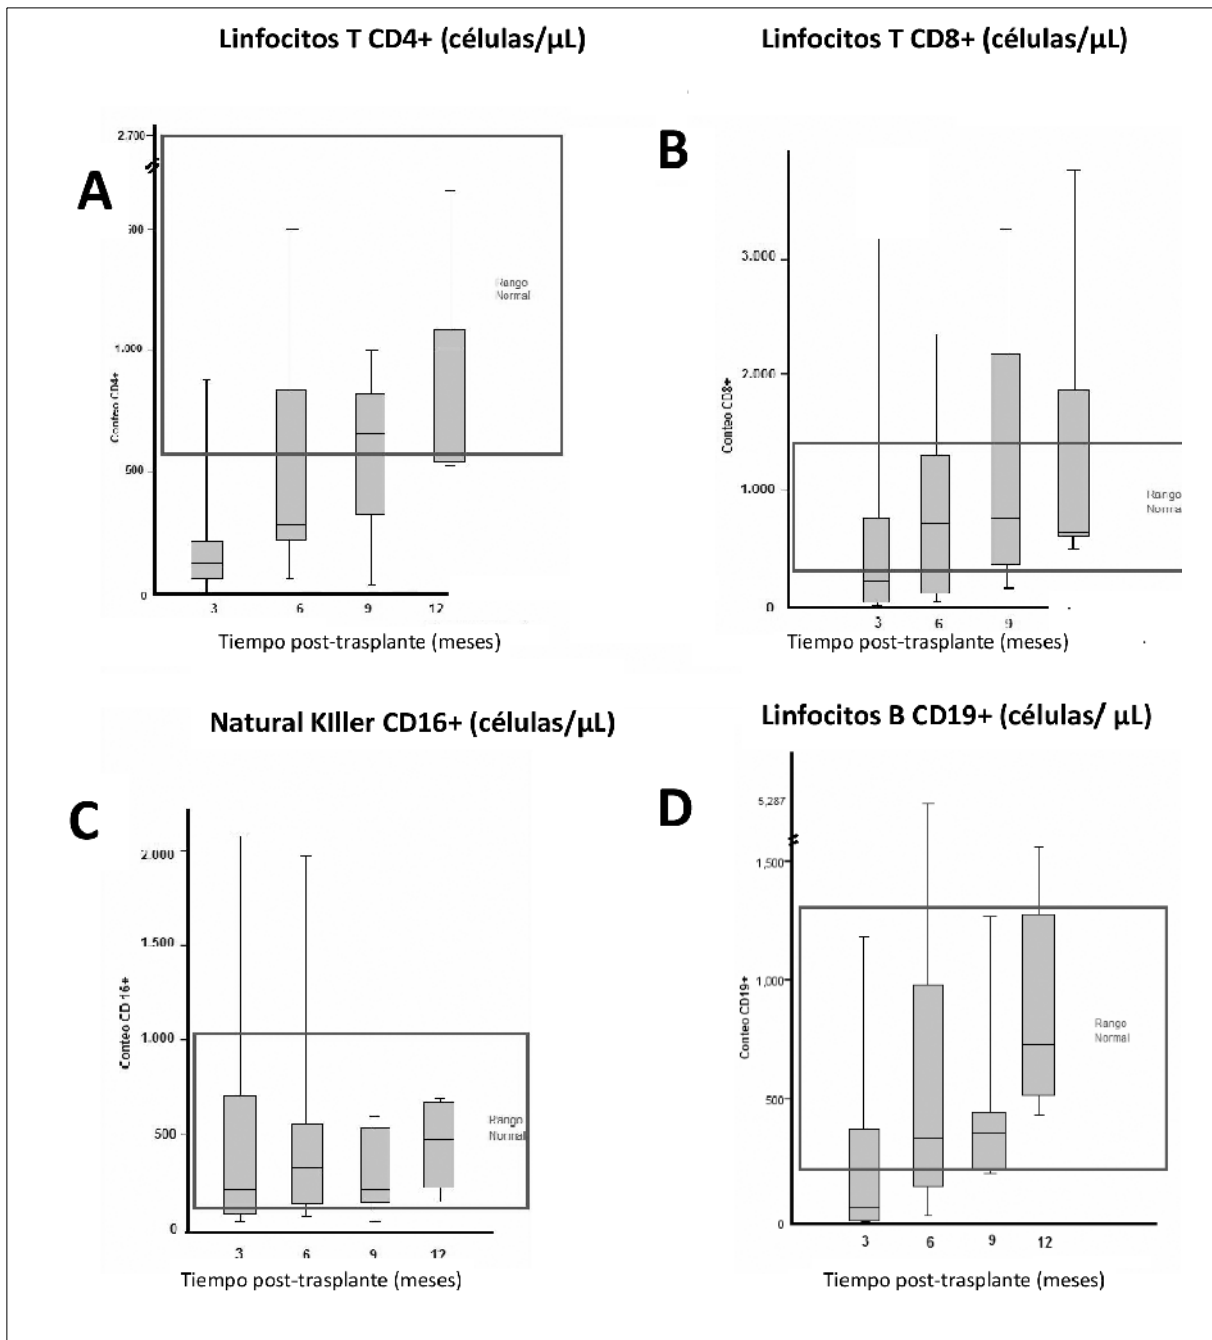 Linfocitos T CD4+ (células/µL)
Linfocitos T CD8+ (células/µL)
A
2.700
500
1.000
500
0
Conteo CD4+
Rango
Normal
3 6 9 12
Tiempo post-trasplante (meses)
B
3.000
2.000
1.000
0
Conteo CD8+
Rango
Norma
3 6 9
Tiempo post-trasplante (meses)
Natural KIller CD16+ (células/µL)
Linfocitos B CD19+ (células/ µL)
C
2.000
1.500
1.000
500
0
Conteo CD 16+
Rango
Normal
3 6 9 12
Tiempo post-trasplante (meses)
D
5,287
1,500
1,000
500
0
Conteo CD19+
Rango
Normal
3 6 9 12
Tiempo post-trasplante (meses)